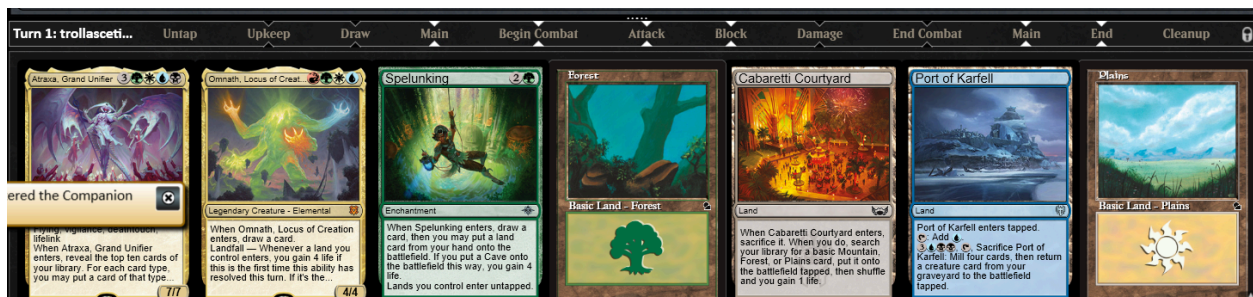 Turn 1: trollasceti...
Untap
Upkeep
Draw
Main
Begin Combat
Attack
Block
Damage
End Combat
Main
End
Cleanup
Atraxa, Grand Unifier 3
ered the Companion
Flying, vigilance, deathtouch,
lifelink
When Atraxa, Grand Unifier
enters, reveal the top ten cards of
your library. For each card type,
you may put a card of that type...
7/7
Omnath, Locus of Creat...
Legendary Creature - Elemental
When Omnath, Locus of Creation
enters, draw a card.
Landfall — Whenever a land you
control enters, you gain 4 life if
this is the first time this ability has
resolved this turn. If it's the...
4/4
Spelunking 2
Enchantment
When Spelunking enters, draw a
card, then you may put a land
card from your hand onto the
battlefield. If you put a Cave onto
the battlefield this way, you gain 4
life.
Lands you control enter untapped.
Forest
Basic Land - Forest
Cabaretti Courtyard
Land
When Cabaretti Courtyard enters,
sacrifice it. When you do, search
your library for a basic Mountain,
Forest, or Plains card, put it onto
the battlefield tapped, then shuffle
and you gain 1 life.
Port of Karfell
Land
Port of Karfell enters tapped.
: Add .
3, , Sacrifice Port of
Karfell: Mill four cards, then return
a creature card from your
graveyard to the battlefield
tapped.
Plains
Basic Land - Plains